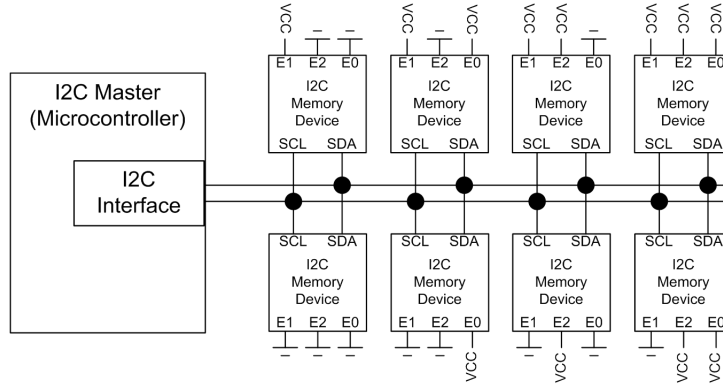 VCC VCC VCC VCC VCC VCC VCC VCC
E1 E2 E0 E1 E2 E0 E1 E2 E0 E1 E2 E0
I2C Master
(Microcontroller)
I2C
Memory
Device
SCL SDA
I2C
Memory
Device
SCL SDA
I2C
Memory
Device
SCL SDA
I2C
Memory
Device
SCL SDA
I2C
Interface
SCL SDA
I2C
Memory
Device
E1 E2 E0
SCL SDA
I2C
Memory
Device
E1 E2 E0
VCC
SCL SDA
I2C
Memory
Device
E1 E2 E0
VCC
SCL SDA
I2C
Memory
Device
E1 E2 E0
VCC VCC